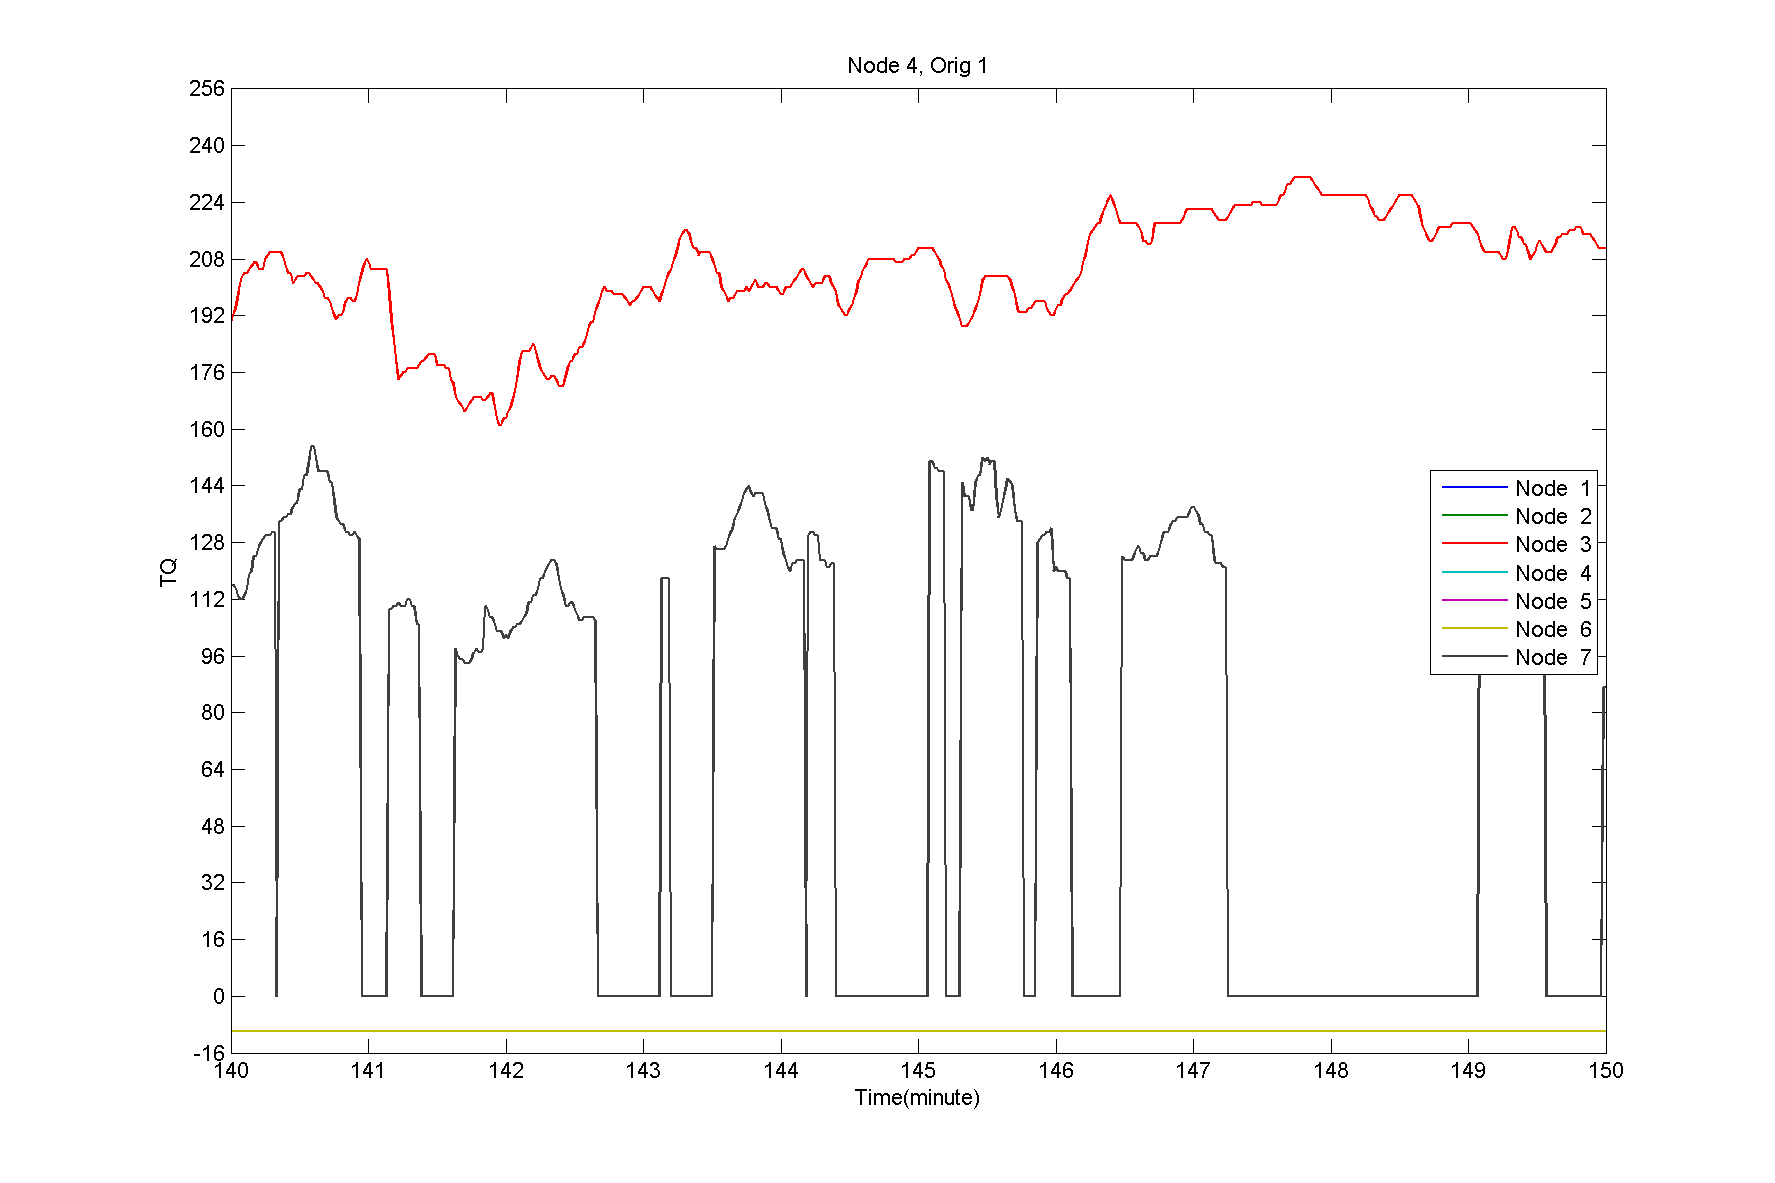 Node 4, Orig 1
256
240
224
208
192
176
160
144
128
112
96
80
64
48
32
16
0
-16
TQ
Node 1
Node 2
Node 3
Node 4
Node 5
Node 6
Node 7
140 141 142 143 144 145 146 147 148 149 150
Time(minute)